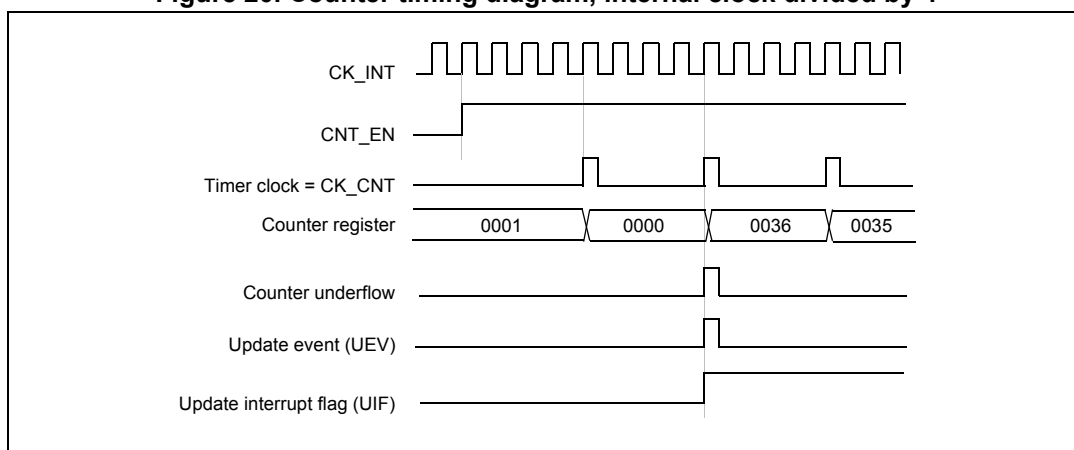 CK_INT
CNT_EN
Timer clock = CK_CNT
Counter register 0001 0000 0036 0035
Counter underflow
Update event (UEV)
Update interrupt flag (UIF)